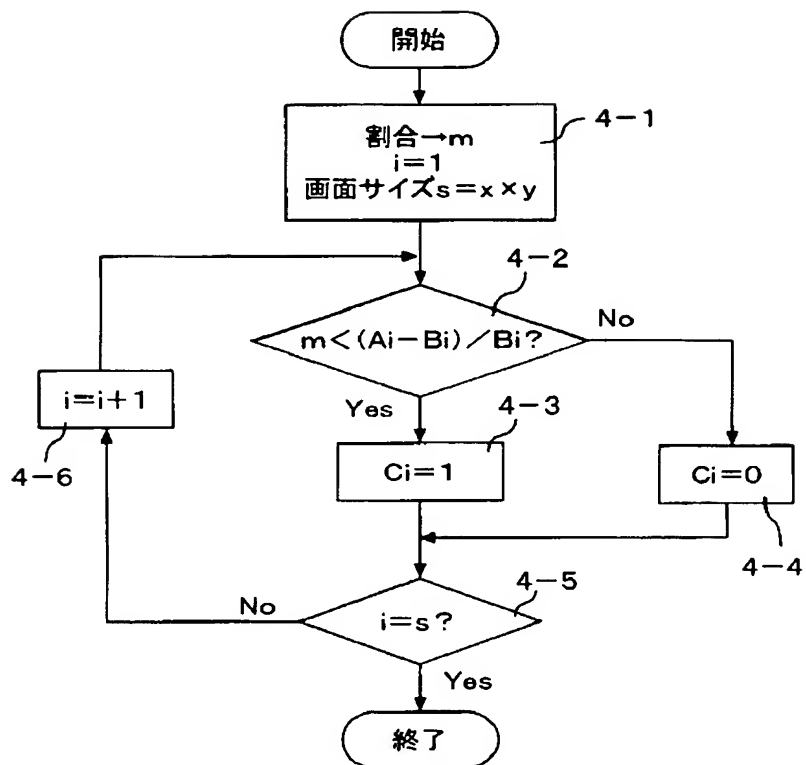 開始
4-1
割合→m
i=1
画面サイズs=x×y
4-2
m<(Ai-Bi)/Bi?
No
Yes
i=i+1
4-6
4-3
Ci=1
Ci=0
4-4
4-5
No
i=s?
Yes
終了